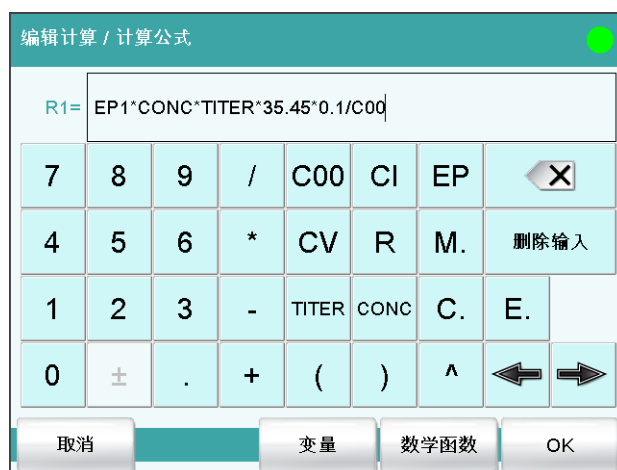 编辑计算 / 计算公式
R1= EP1*CONC*TITER*35.45*0.1/C00
7 8 9 / C00 CI EP
4 5 6 * CV R M. 删除输入
1 2 3 - TITER CONC C. E.
0 ± . + ( ) ^
取消 变量 数学函数 OK